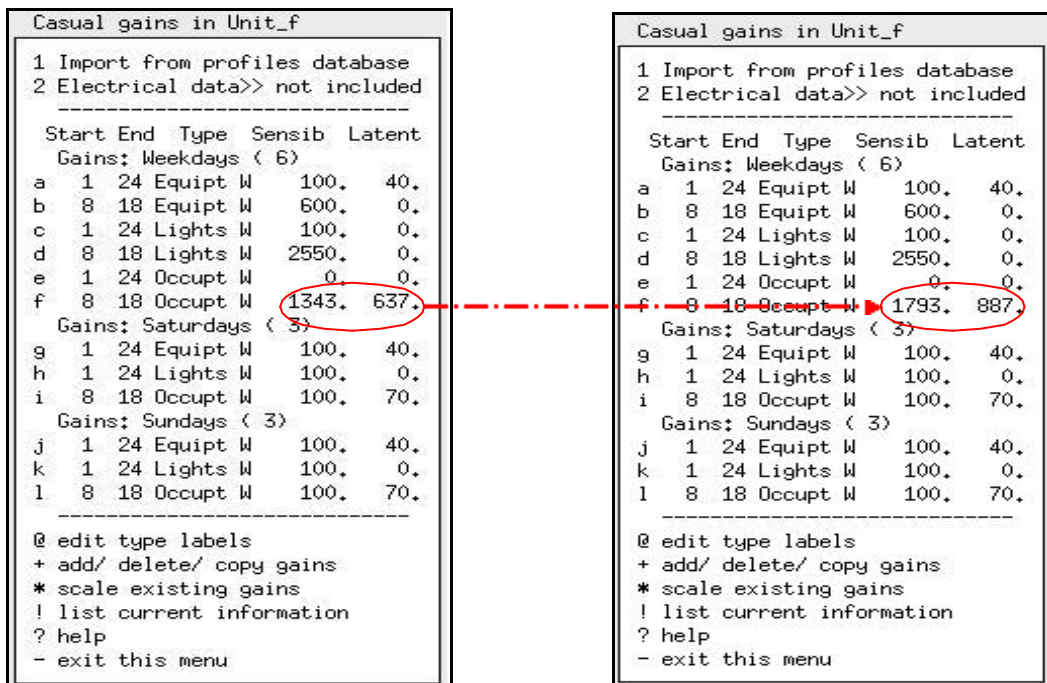 Casual gains in Unit_f
1 Import from profiles database
2 Electrical data>> not included
--------------------------------
Start End Type Sensib Latent
Gains: Weekdays ( 6)
a 1 24 Equipt W 100. 40.
b 8 18 Equipt W 600. 0.
c 1 24 Lights W 100. 0.
d 8 18 Lights W 2550. 0.
e 1 24 Occupt W 0. 0.
f 8 18 Occupt W 1343. 637.
Gains: Saturdays ( 3)
g 1 24 Equipt W 100. 40.
h 1 24 Lights W 100. 0.
i 8 18 Occupt W 100. 70.
Gains: Sundays ( 3)
j 1 24 Equipt W 100. 40.
k 1 24 Lights W 100. 0.
l 8 18 Occupt W 100. 70.
--------------------------------
@ edit type labels
+ add/ delete/ copy gains
* scale existing gains
! list current information
? help
- exit this menu
Casual gains in Unit_f
1 Import from profiles database
2 Electrical data>> not included
--------------------------------
Start End Type Sensib Latent
Gains: Weekdays ( 6)
a 1 24 Equipt W 100. 40.
b 8 18 Equipt W 600. 0.
c 1 24 Lights W 100. 0.
d 8 18 Lights W 2550. 0.
e 1 24 Occupt W 0. 0.
f 8 18 Occupt W 1793. 887.
Gains: Saturdays ( 3)
g 1 24 Equipt W 100. 40.
h 1 24 Lights W 100. 0.
i 8 18 Occupt W 100. 70.
Gains: Sundays ( 3)
j 1 24 Equipt W 100. 40.
k 1 24 Lights W 100. 0.
l 8 18 Occupt W 100. 70.
--------------------------------
@ edit type labels
+ add/ delete/ copy gains
* scale existing gains
! list current information
? help
- exit this menu